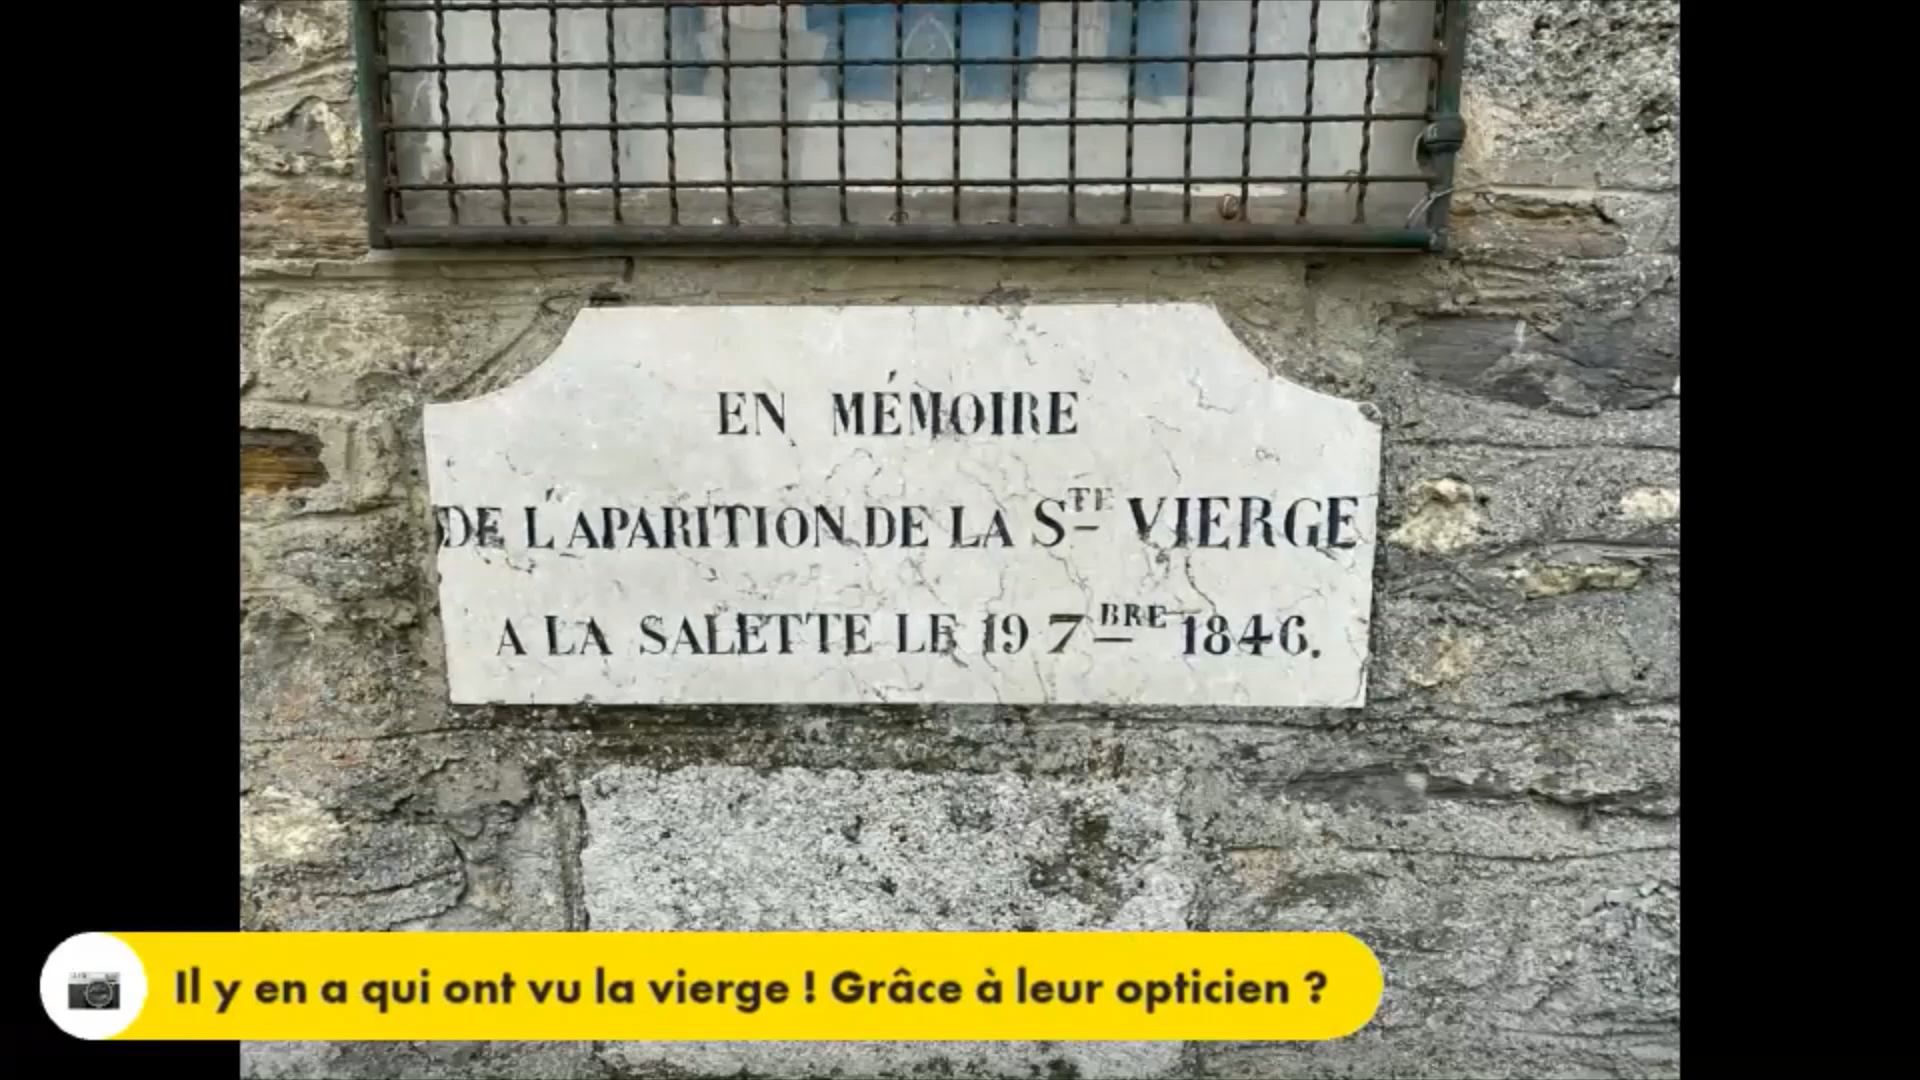 EN MÉMOIRE
DE L'APARITION DE LA STE VIERGE
A LA SALETTE LE 19 7BRE 1846.
Il y en a qui ont vu la vierge ! Grâce à leur opticien ?